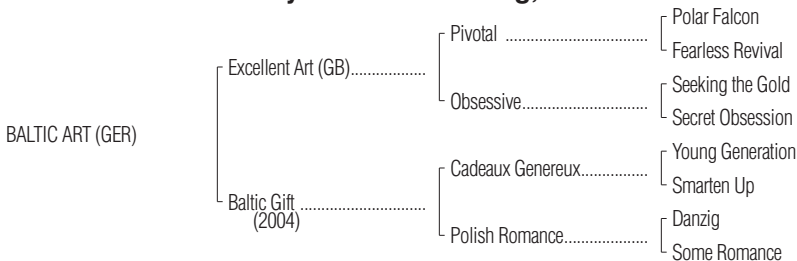 Pivotal
Polar Falcon
Fearless Revival
Excellent Art (GB)
Obsessive
Seeking the Gold
Secret Obsession
BALTIC ART (GER)
Cadeaux Genereux
Young Generation
Smarten Up
Baltic Gift
(2004)
Polish Romance
Danzig
Some Romance